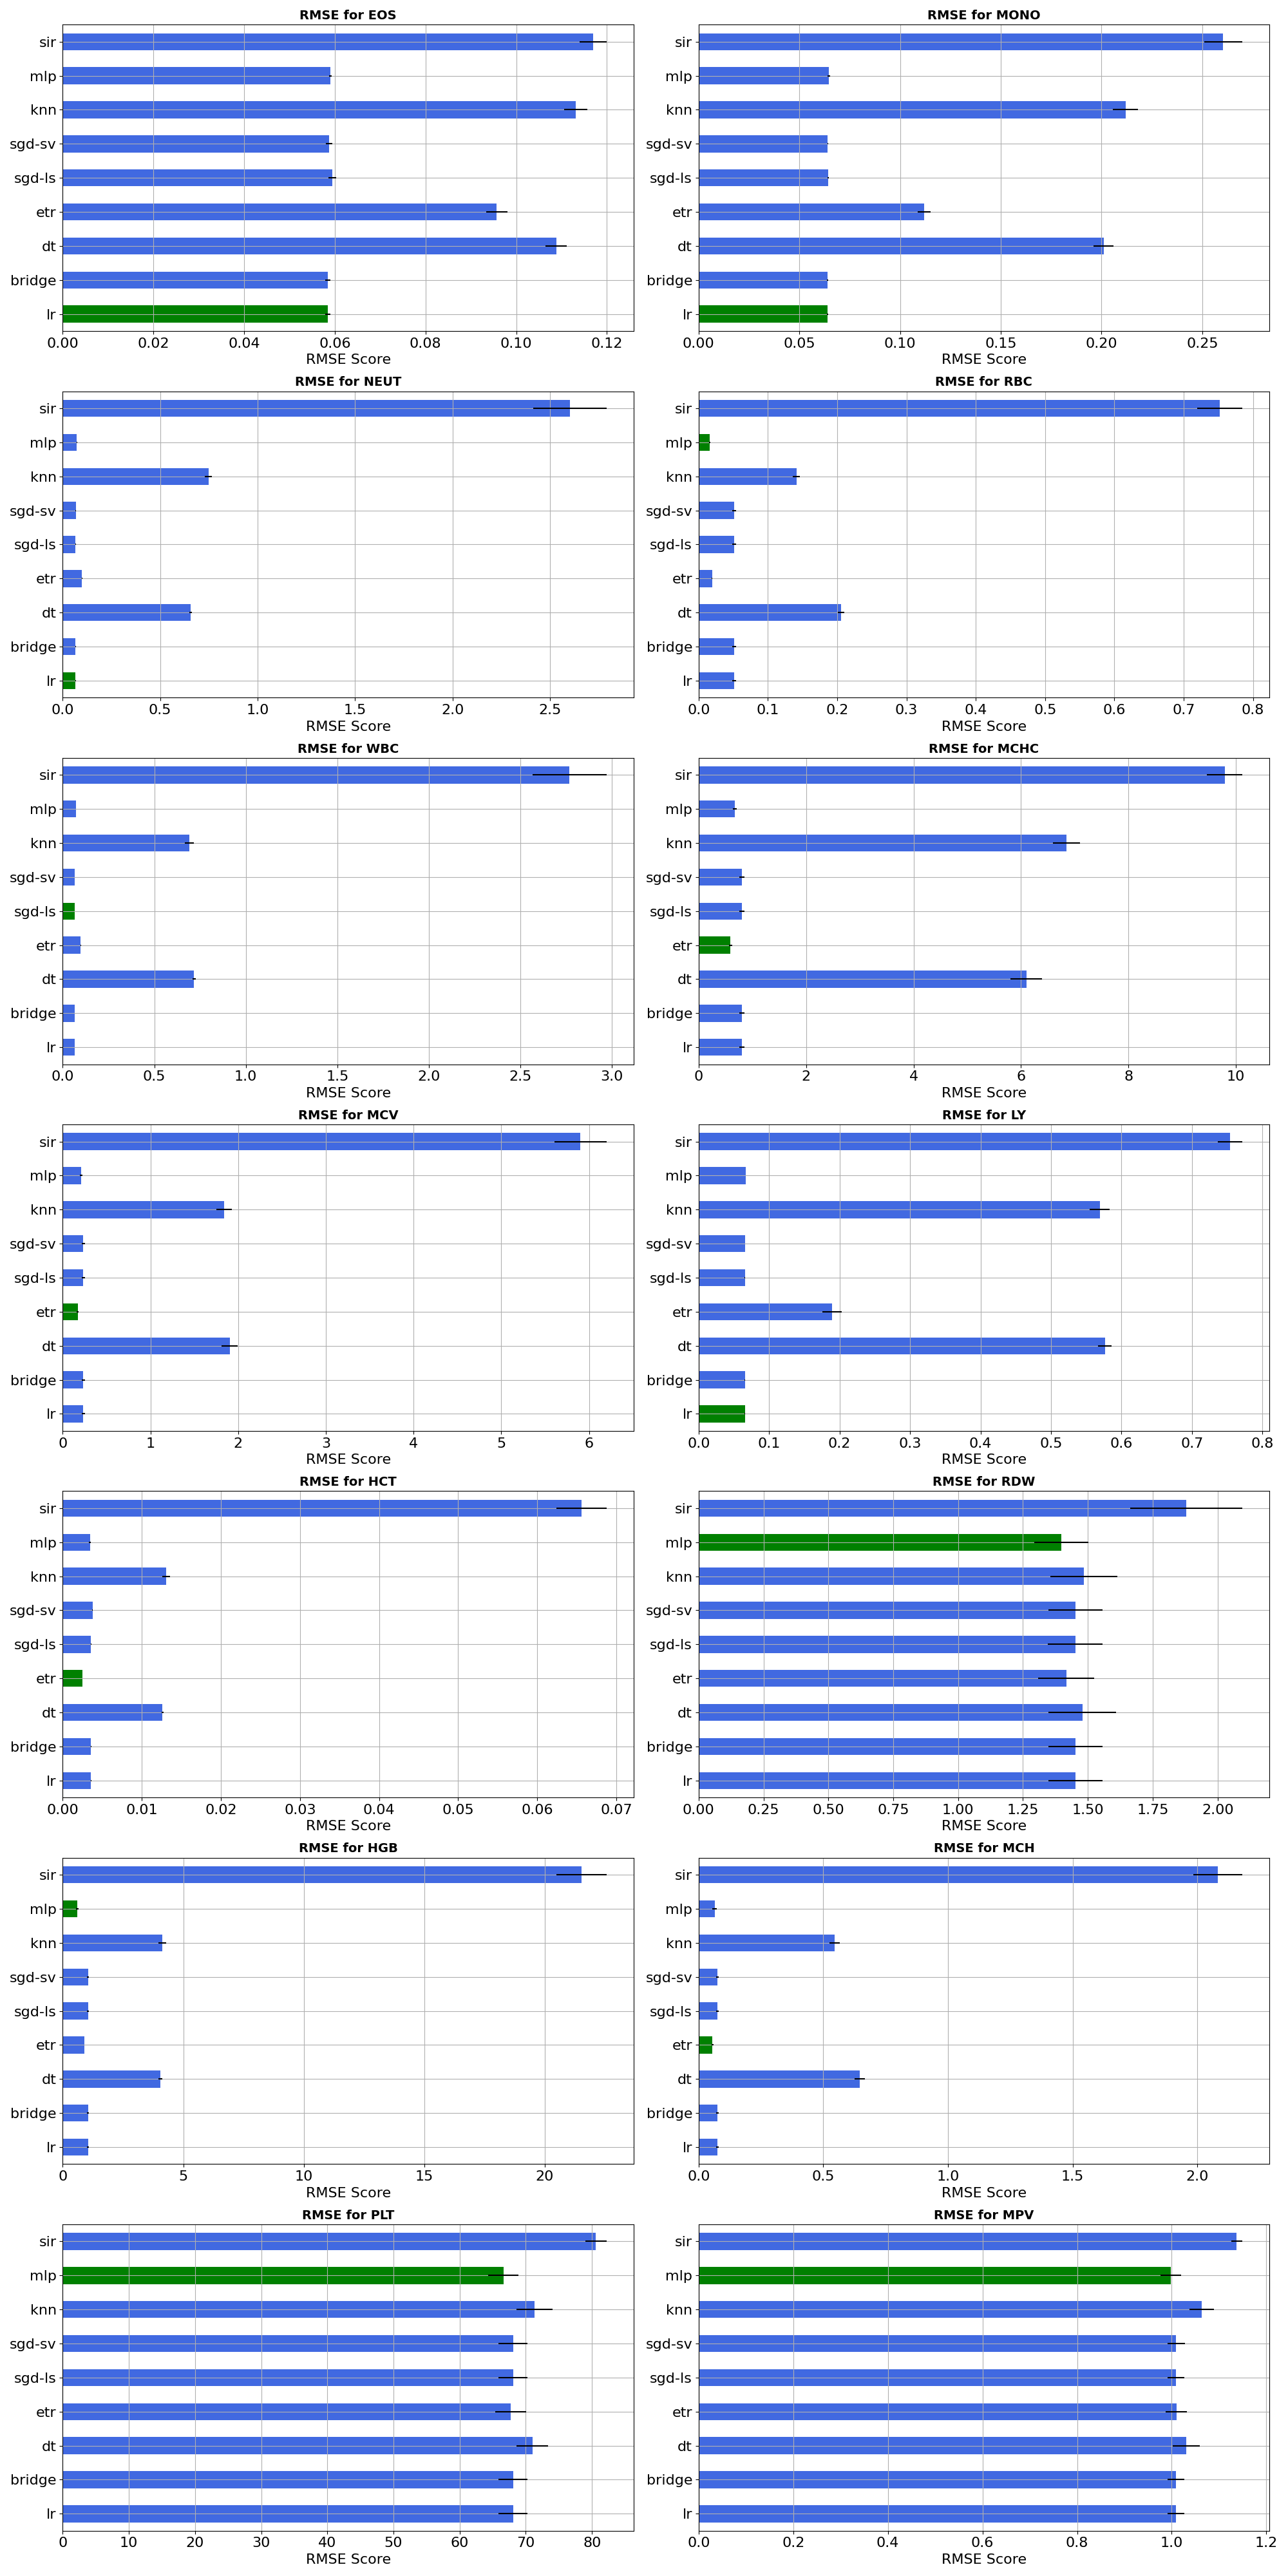 RMSE for EOS
sir
mlp
knn
sgd-sv
sgd-ls
etr
dt
bridge
lr
0.00 0.02 0.04 0.06 0.08 0.10 0.12
RMSE Score
RMSE for MONO
sir
mlp
knn
sgd-sv
sgd-ls
etr
dt
bridge
lr
0.00 0.05 0.10 0.15 0.20 0.25
RMSE Score
RMSE for NEUT
sir
mlp
knn
sgd-sv
sgd-ls
etr
dt
bridge
lr
0.0 0.5 1.0 1.5 2.0 2.5
RMSE Score
RMSE for RBC
sir
mlp
knn
sgd-sv
sgd-ls
etr
dt
bridge
lr
0.0 0.1 0.2 0.3 0.4 0.5 0.6 0.7 0.8
RMSE Score
RMSE for WBC
sir
mlp
knn
sgd-sv
sgd-ls
etr
dt
bridge
lr
0.0 0.5 1.0 1.5 2.0 2.5 3.0
RMSE Score
RMSE for MCHC
sir
mlp
knn
sgd-sv
sgd-ls
etr
dt
bridge
lr
0 2 4 6 8 10
RMSE Score
RMSE for MCV
sir
mlp
knn
sgd-sv
sgd-ls
etr
dt
bridge
lr
0 1 2 3 4 5 6
RMSE Score
RMSE for LY
sir
mlp
knn
sgd-sv
sgd-ls
etr
dt
bridge
lr
0.0 0.1 0.2 0.3 0.4 0.5 0.6 0.7 0.8
RMSE Score
RMSE for HCT
sir
mlp
knn
sgd-sv
sgd-ls
etr
dt
bridge
lr
0.00 0.01 0.02 0.03 0.04 0.05 0.06 0.07
RMSE Score
RMSE for RDW
sir
mlp
knn
sgd-sv
sgd-ls
etr
dt
bridge
lr
0.00 0.25 0.50 0.75 1.00 1.25 1.50 1.75 2.00
RMSE Score
RMSE for HGB
sir
mlp
knn
sgd-sv
sgd-ls
etr
dt
bridge
lr
0 5 10 15 20
RMSE Score
RMSE for MCH
sir
mlp
knn
sgd-sv
sgd-ls
etr
dt
bridge
lr
0.0 0.5 1.0 1.5 2.0
RMSE Score
RMSE for PLT
sir
mlp
knn
sgd-sv
sgd-ls
etr
dt
bridge
lr
0 10 20 30 40 50 60 70 80
RMSE Score
RMSE for MPV
sir
mlp
knn
sgd-sv
sgd-ls
etr
dt
bridge
lr
0.0 0.2 0.4 0.6 0.8 1.0 1.2
RMSE Score